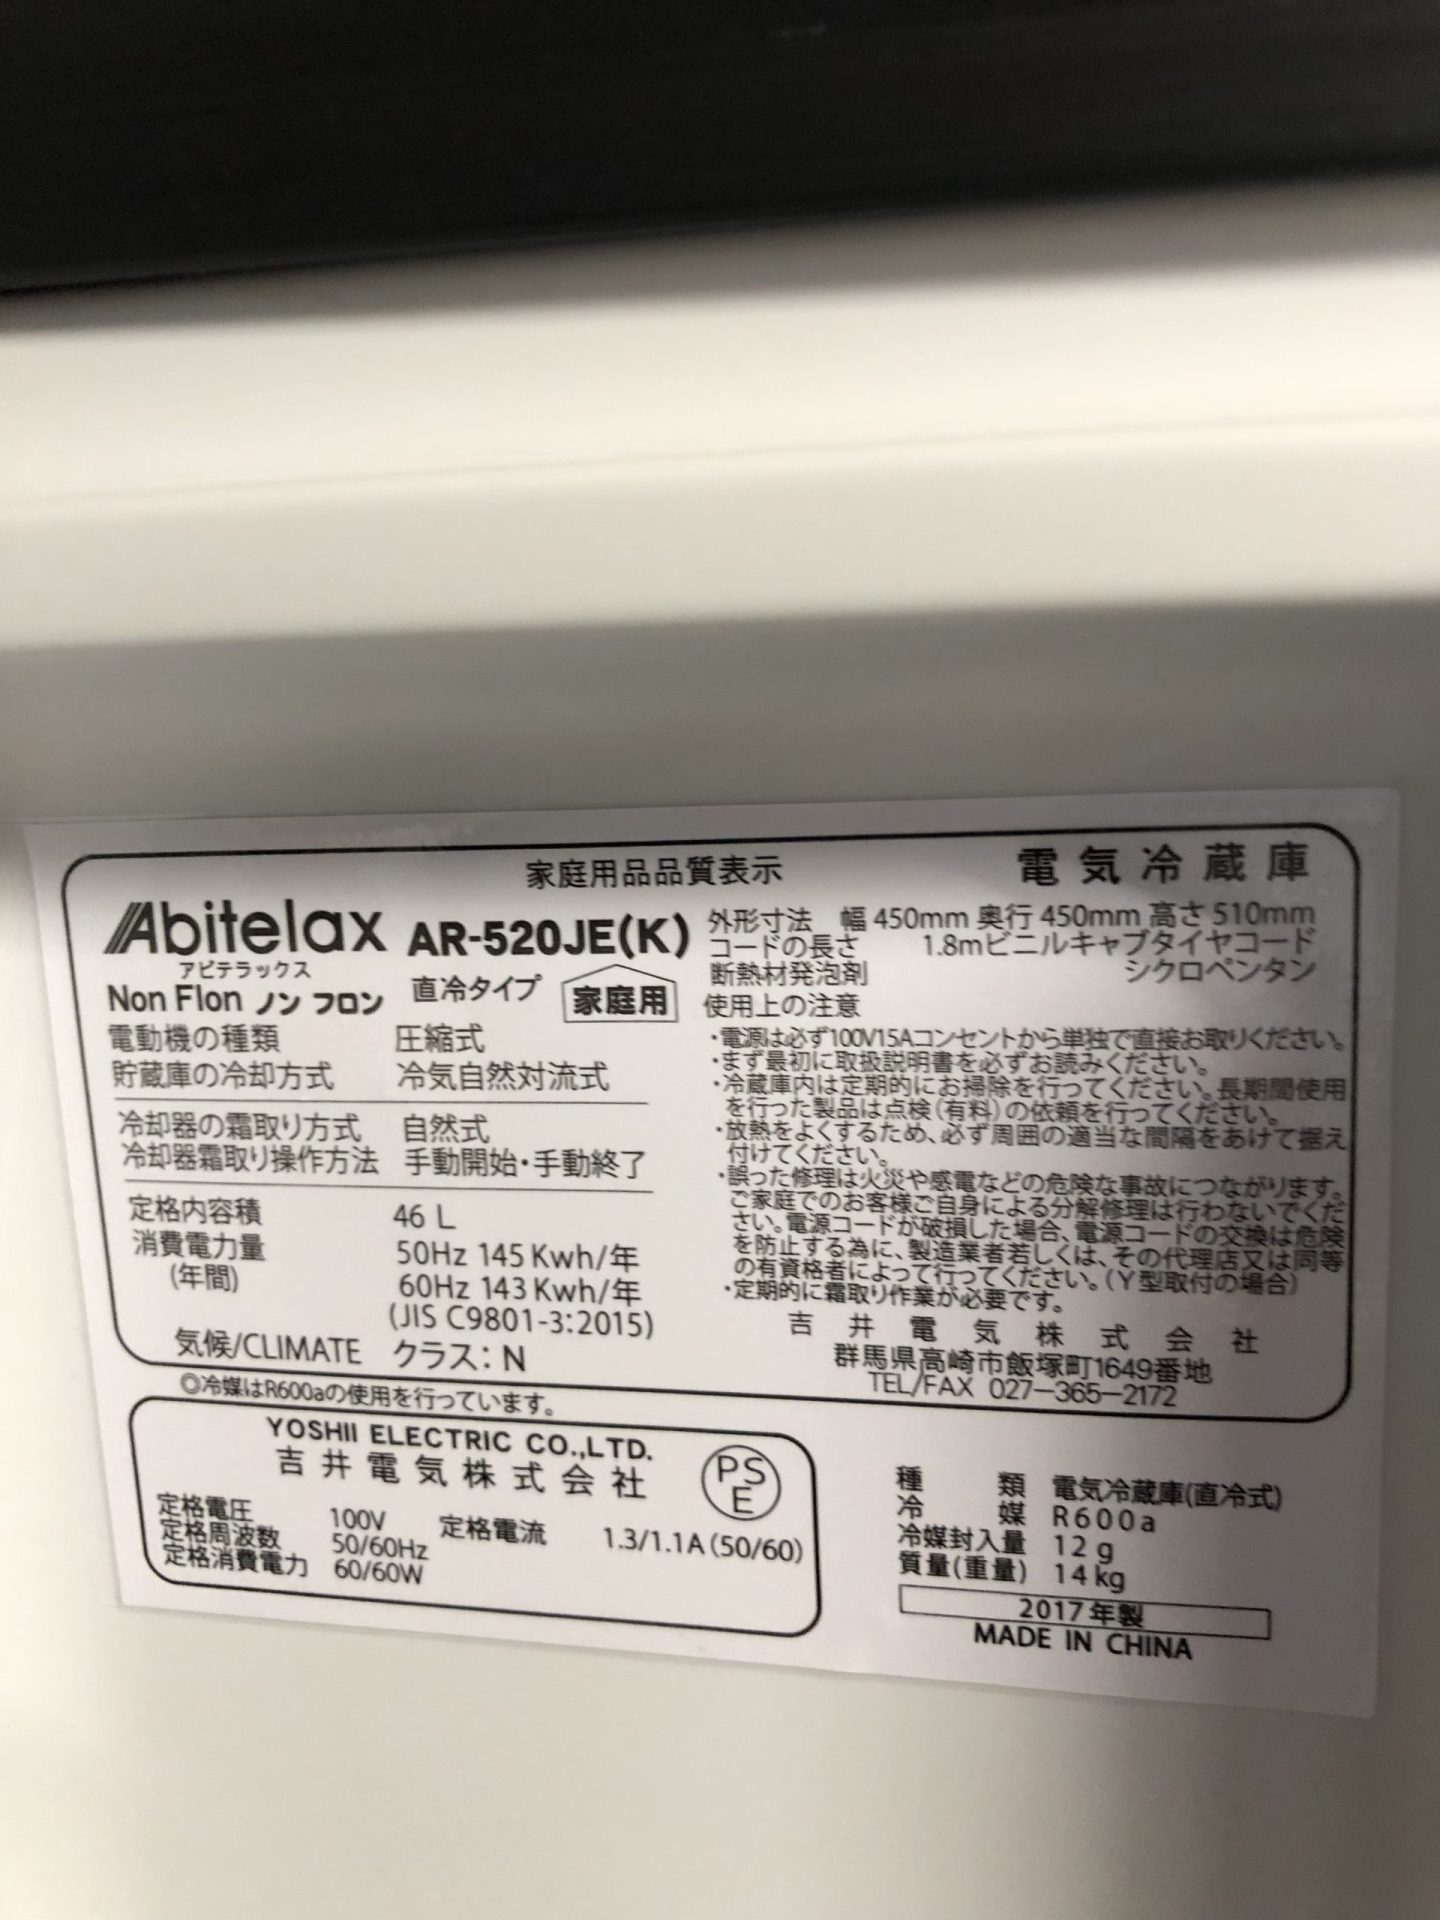 家庭用品品質表示
電気冷蔵庫
Abitelax
アビテラックス
AR-520JE(K)
Non Flon ノン フロン
直冷タイプ
家庭用
電動機の種類 圧縮式
貯蔵庫の冷却方式 冷気自然対流式
冷却器の霜取り方式 自然式
冷却器霜取り操作方法 手動開始・手動終了
定格内容積 46 L
消費電力量 50Hz 145 Kwh/年
(年間) 60Hz 143 Kwh/年
(JIS C9801-3:2015)
気候/CLIMATE クラス: N
外形寸法 幅 450mm 奥行 450mm 高さ 510mm
コードの長さ 1.8mビニルキャブタイヤコード
断熱材発泡剤 シクロペンタン
使用上の注意
・電源は必ず100V15Aコンセントから単独で直接お取りください。
・まず最初に取扱説明書を必ずお読みください。
・冷蔵庫内は定期的にお掃除を行ってください。長期間使用
を行った製品は点検(有料)の依頼を行ってください。
・放熱をよくするため、必ず周囲の適当な間隔をあけて据え
付けてください。
・誤った修理は火災や感電などの危険な事故につながります。
ご家庭でのお客様ご自身による分解修理は行わないでくだ
さい。電源コードが破損した場合、電源コードの交換は危険
を防止する為に、製造業者若しくは、その代理店又は同等
の有資格者によって行ってください。(Y型取付の場合)
・定期的に霜取り作業が必要です。
吉井電気株式会社
群馬県高崎市飯塚町1649番地
TEL/FAX 027-365-2172
◎冷媒はR600aの使用を行っています。
YOSHII ELECTRIC CO.,LTD.
吉井電気株式会社
PS
E
定格電圧 100V
定格周波数 50/60Hz
定格消費電力 60/60W
定格電流 1.3/1.1A (50/60)
種類 電気冷蔵庫(直冷式)
冷媒 R600a
冷媒封入量 12 g
質量(重量) 14 kg
2017 年製
MADE IN CHINA